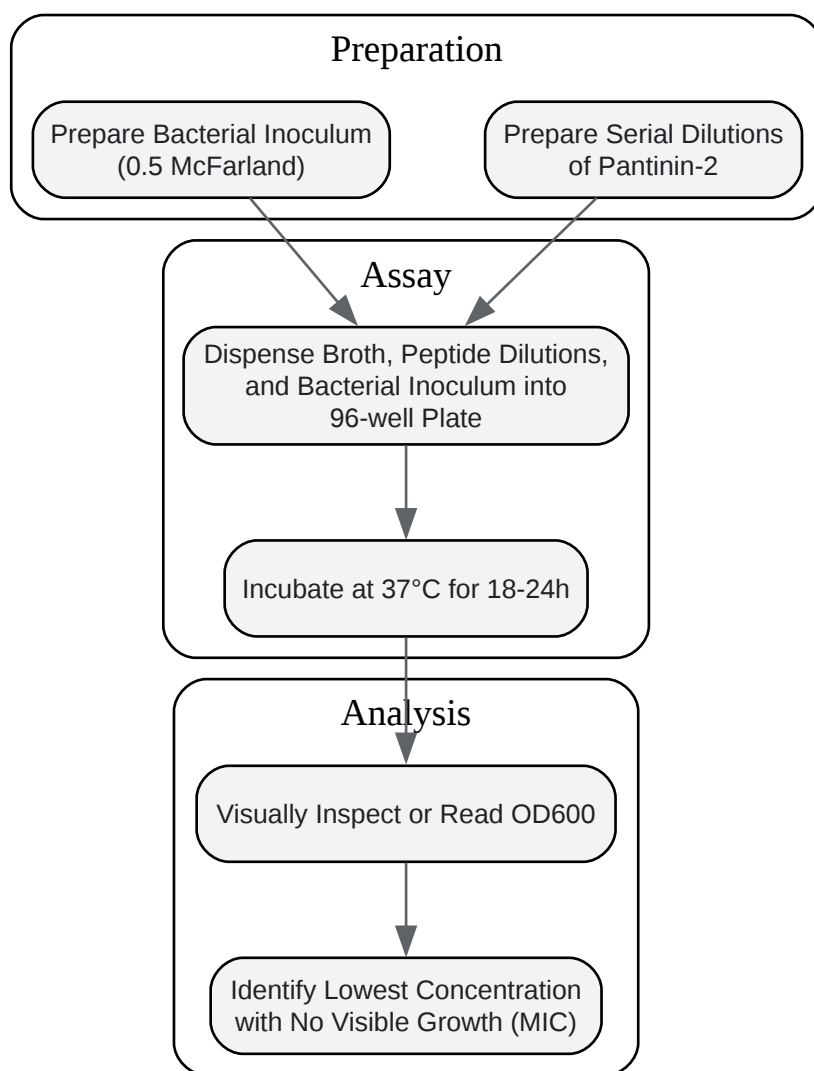 Preparation
Prepare Bacterial Inoculum
(0.5 McFarland)
Prepare Serial Dilutions
of Pantinin-2
Assay
Dispense Broth, Peptide Dilutions,
and Bacterial Inoculum into
96-well Plate
Incubate at 37°C for 18-24h
Analysis
Visually Inspect or Read OD600
Identify Lowest Concentration
with No Visible Growth (MIC)